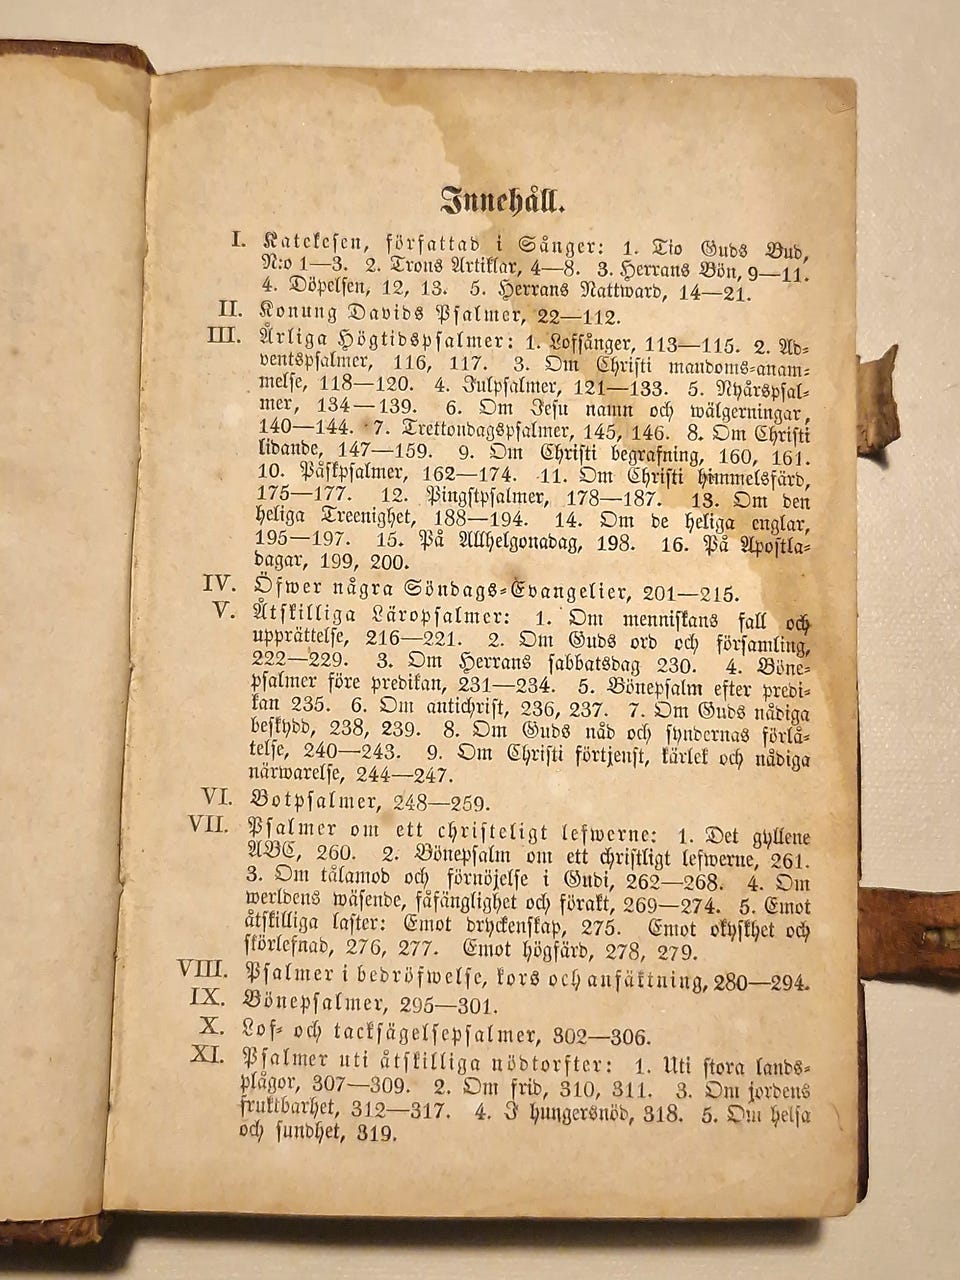 Innehåll.
I. Katekesen, författad i Sånger: 1. Tio Guds Bud,
N:o 1—3. 2. Trons Artiklar, 4—8. 3. Herrans Bön, 9—11.
4. Döpelsen, 12, 13. 5. Herrans Nattward, 14—21.
II. Konung Davids Psalmer, 22—112.
III. Årliga Högtidspsalmer: 1. Loffånger, 113—115. 2. Ad-
ventspsalmer, 116, 117. 3. Om Christi mandoms-anam-
melse, 118—120. 4. Julpsalmer, 121—133. 5. Nyårspsal-
mer, 134—139. 6. Om Jesu namn och wälgerningar,
140—144. 7. Trettondagspsalmer, 145, 146. 8. Om Christi
lidande, 147—159. 9. Om Christi begrafning, 160, 161.
10. Påskpsalmer, 162—174. 11. Om Christi himmelsfärd,
175—177. 12. Pingstpsalmer, 178—187. 13. Om den
heliga Treenighet, 188—194. 14. Om de heliga englar,
195—197. 15. På Allhelgonadag, 198. 16. På Apostla-
dagar, 199, 200.
IV. Öfwer några Söndags-Evangelier, 201—215.
V. Åtskilliga Läropsalmer: 1. Om menniskans fall och
upprättelse, 216—221. 2. Om Guds ord och församling,
222—229. 3. Om Herrans sabbatsdag 230. 4. Böne-
psalmer före predikan, 231—234. 5. Bönepsalm efter predi-
kan 235. 6. Om antichrist, 236, 237. 7. Om Guds nådiga
beskydd, 238, 239. 8. Om Guds nåd och syndernas förlå-
telse, 240—243. 9. Om Christi förtjenst, kärlek och nådiga
närwarelse, 244—247.
VI. Botpsalmer, 248—259.
VII. Psalmer om ett christeligt lefwerne: 1. Det gyllene
ABC, 260. 2. Bönepsalm om ett christligt lefwerne, 261.
3. Om tålamod och förnöjelse i Gudi, 262—268. 4. Om
werldens wäsende, fåfänglighet och förakt, 269—274. 5. Emot
åtskilliga laster: Emot dryckenskap, 275. Emot okyskhet och
skörlefnad, 276, 277. Emot högfärd, 278, 279.
VIII. Psalmer i bedröfwelse, kors och anfäktning, 280—294.
IX. Bönepsalmer, 295—301.
X. Lof- och tacksägelsepsalmer, 302—306.
XI. Psalmer uti åtskilliga nödtorfter: 1. Uti stora lands-
plågor, 307—309. 2. Om frid, 310, 311. 3. Om jordens
fruktbarhet, 312—317. 4. I hungersnöd, 318. 5. Om helsa
och sundhet, 319.